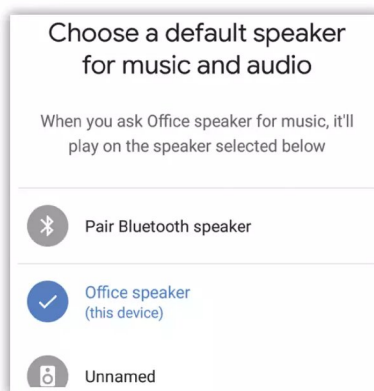 Choose a default speaker
for music and audio
When you ask Office speaker for music, it'll
play on the speaker selected below
Pair Bluetooth speaker
Office speaker
(this device)
Unnamed